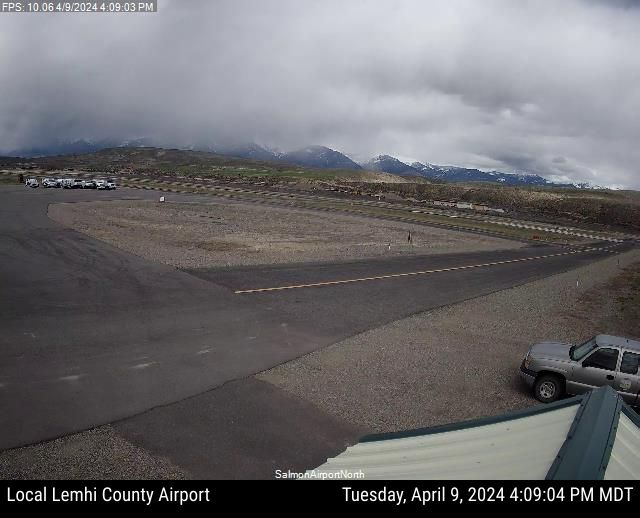 FPS: 10.06 4/9/2024 4:09:03 PM
SalmonAirportNorth
Local Lemhi County Airport Tuesday, April 9, 2024 4:09:04 PM MDT